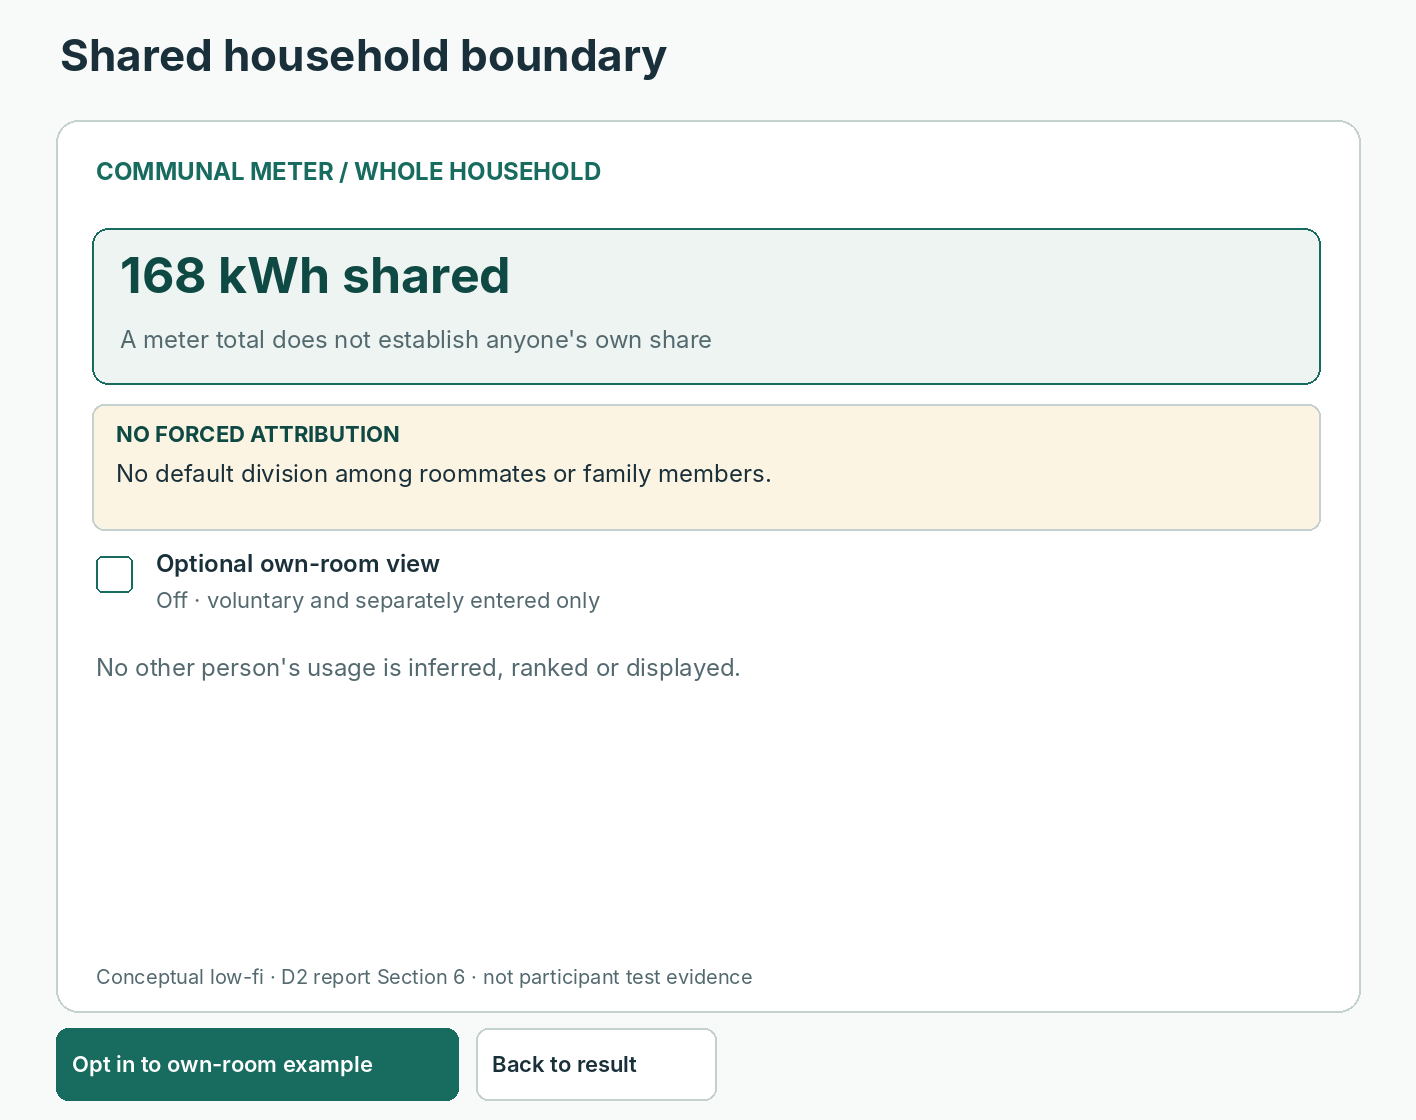 Shared household boundary
COMMUNAL METER / WHOLE HOUSEHOLD
168 kWh shared
A meter total does not establish anyone's own share
NO FORCED ATTRIBUTION
No default division among roommates or family members.
Optional own-room view
Off · voluntary and separately entered only
No other person's usage is inferred, ranked or displayed.
Conceptual low-fi · D2 report Section 6 · not participant test evidence
Opt in to own-room example
Back to result